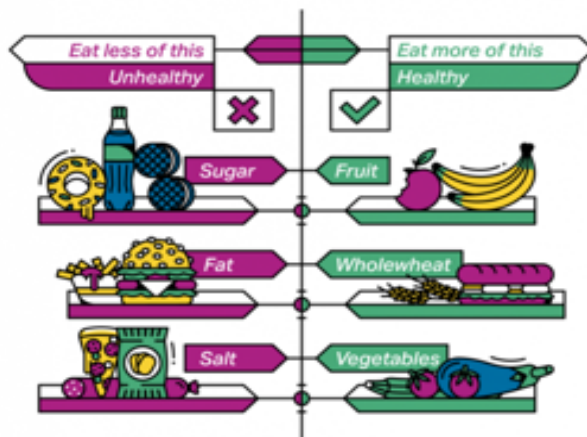 Eat less of this
Eat more of this
Unhealthy
Healthy
Sugar
Fruit
Fat
Wholewheat
Salt
Vegetables